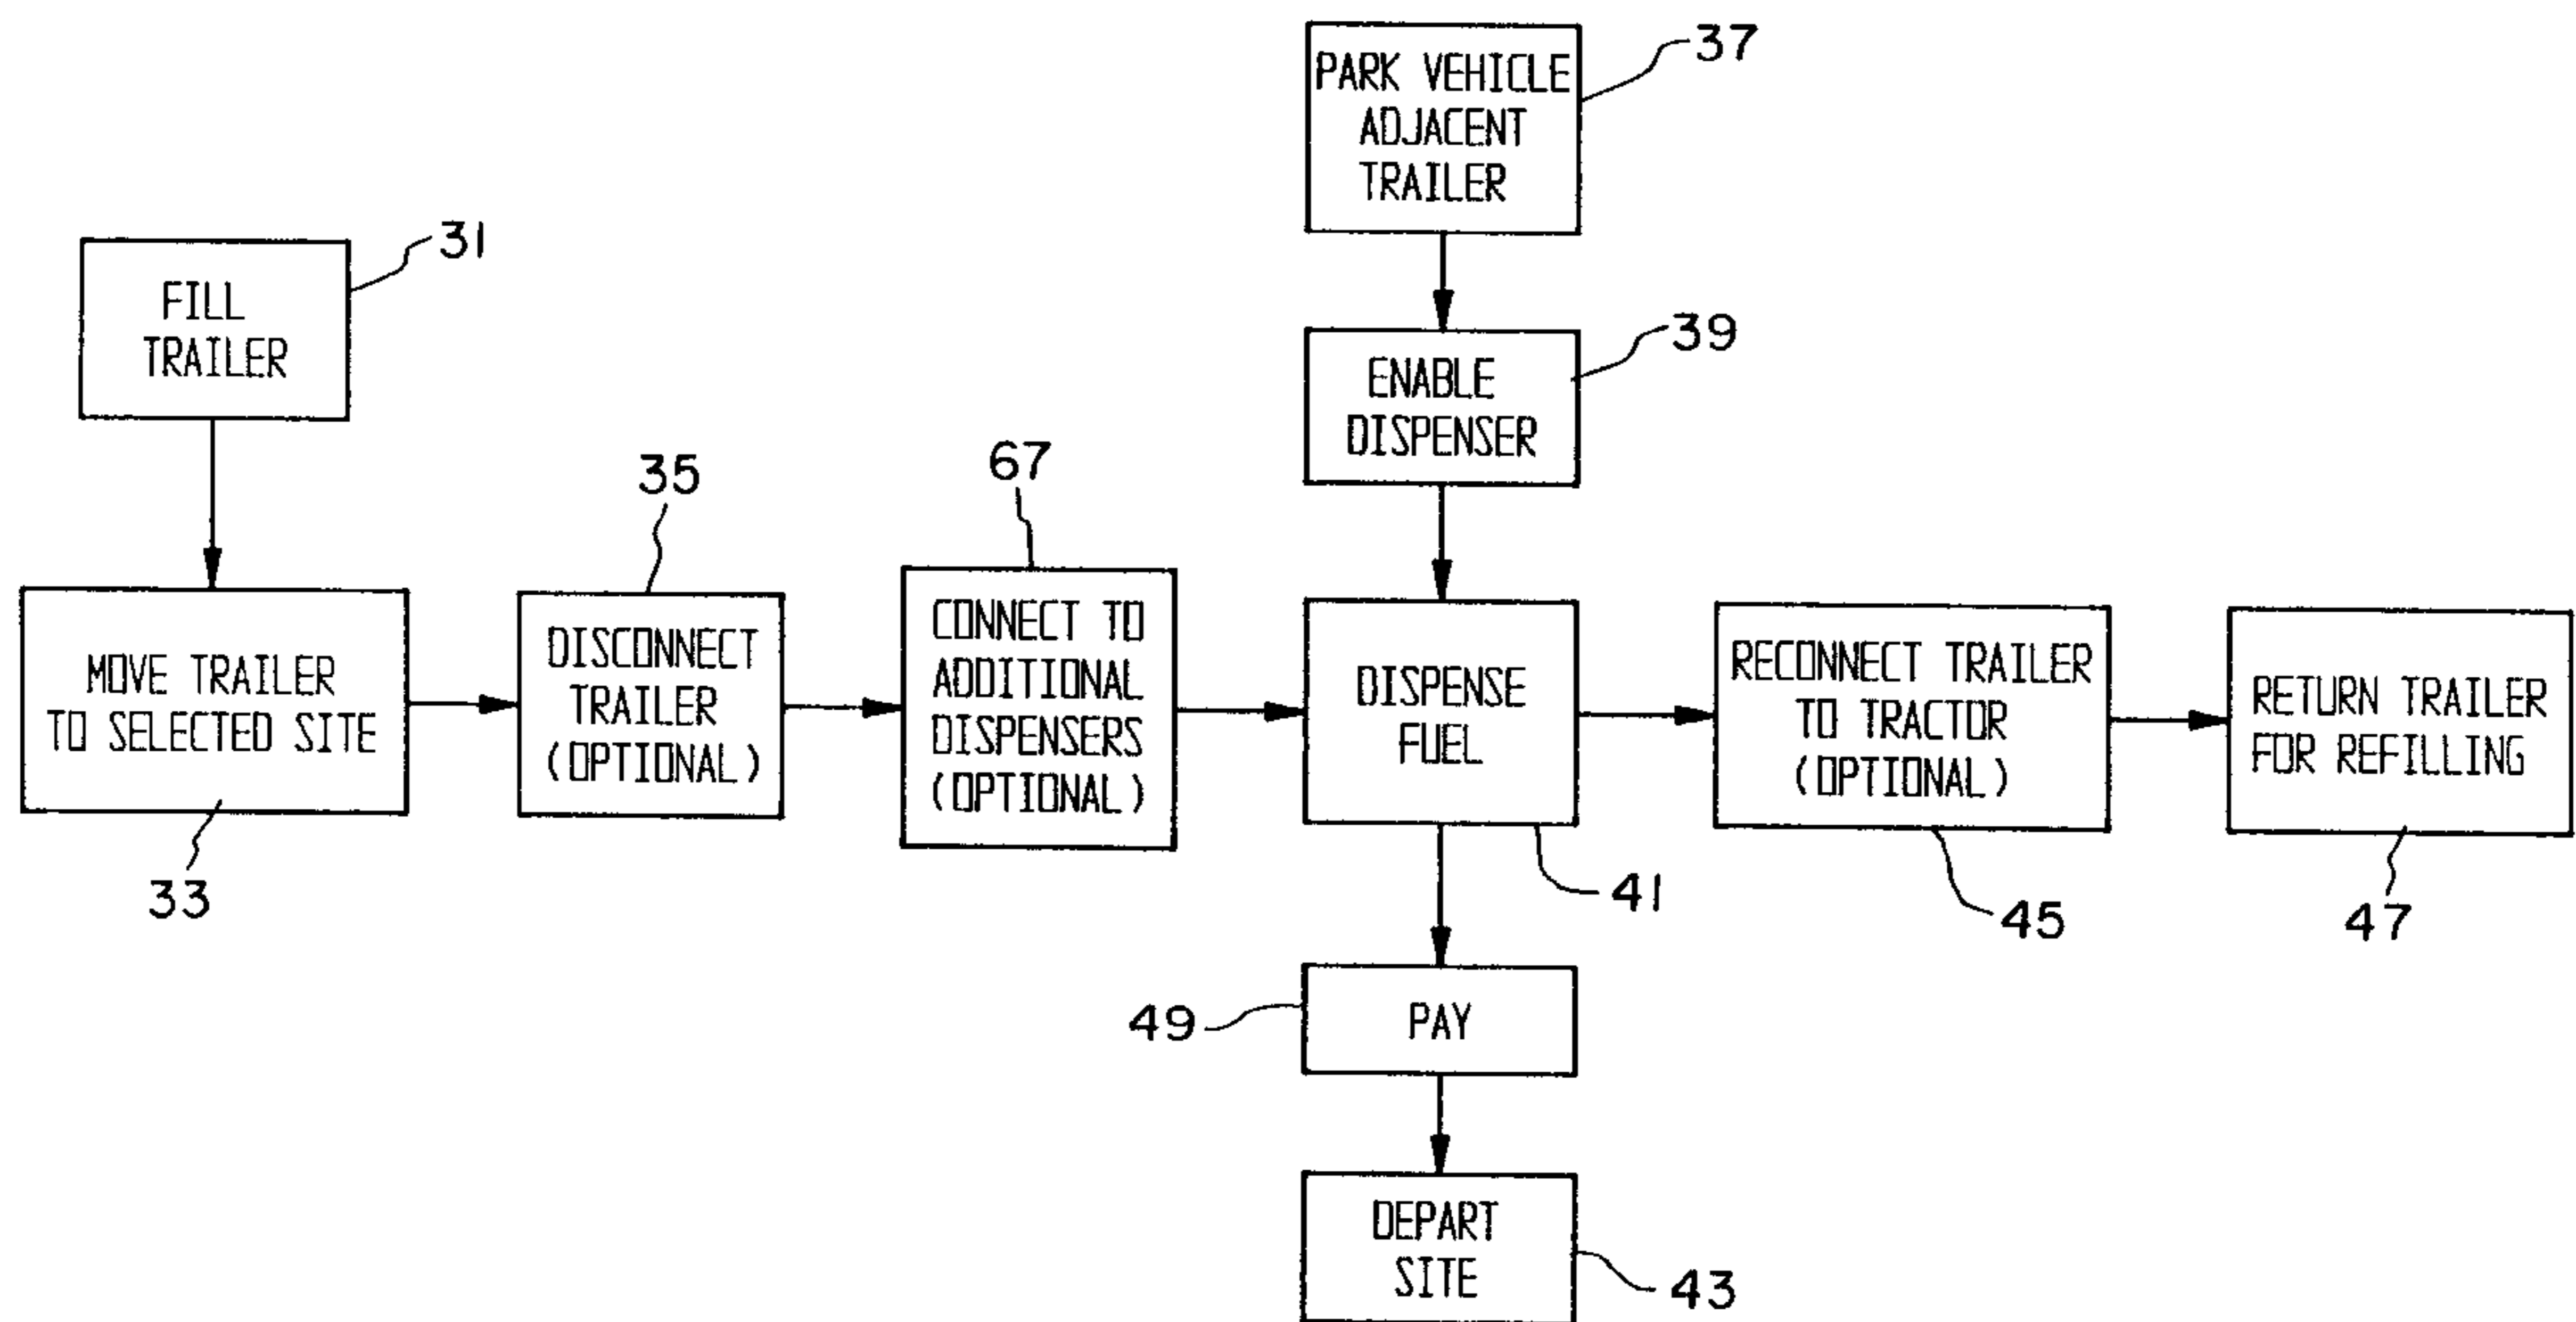 37
PARK VEHICLE
ADJACENT
TRAILER
31
FILL
TRAILER
39
ENABLE
DISPENSER
35
67
MOVE TRAILER
TO SELECTED SITE
33
DISCONNECT
TRAILER
(OPTIONAL)
CONNECT TO
ADDITIONAL
DISPENSERS
(OPTIONAL)
DISPENSE
FUEL
41
RECONNECT TRAILER
TO TRACTOR
(OPTIONAL)
45
RETURN TRAILER
FOR REFILLING
47
49
PAY
DEPART
SITE
43